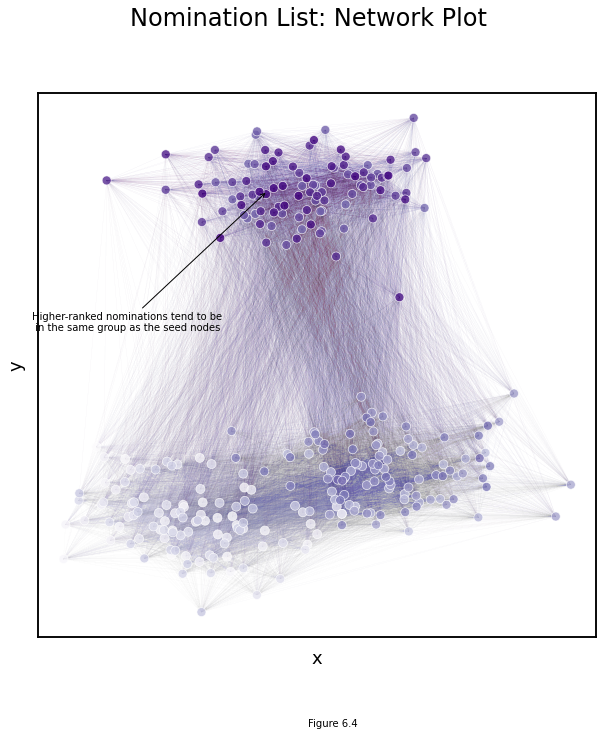 Nomination List: Network Plot
Higher-ranked nominations tend to be
in the same group as the seed nodes
y
x
Figure 6.4